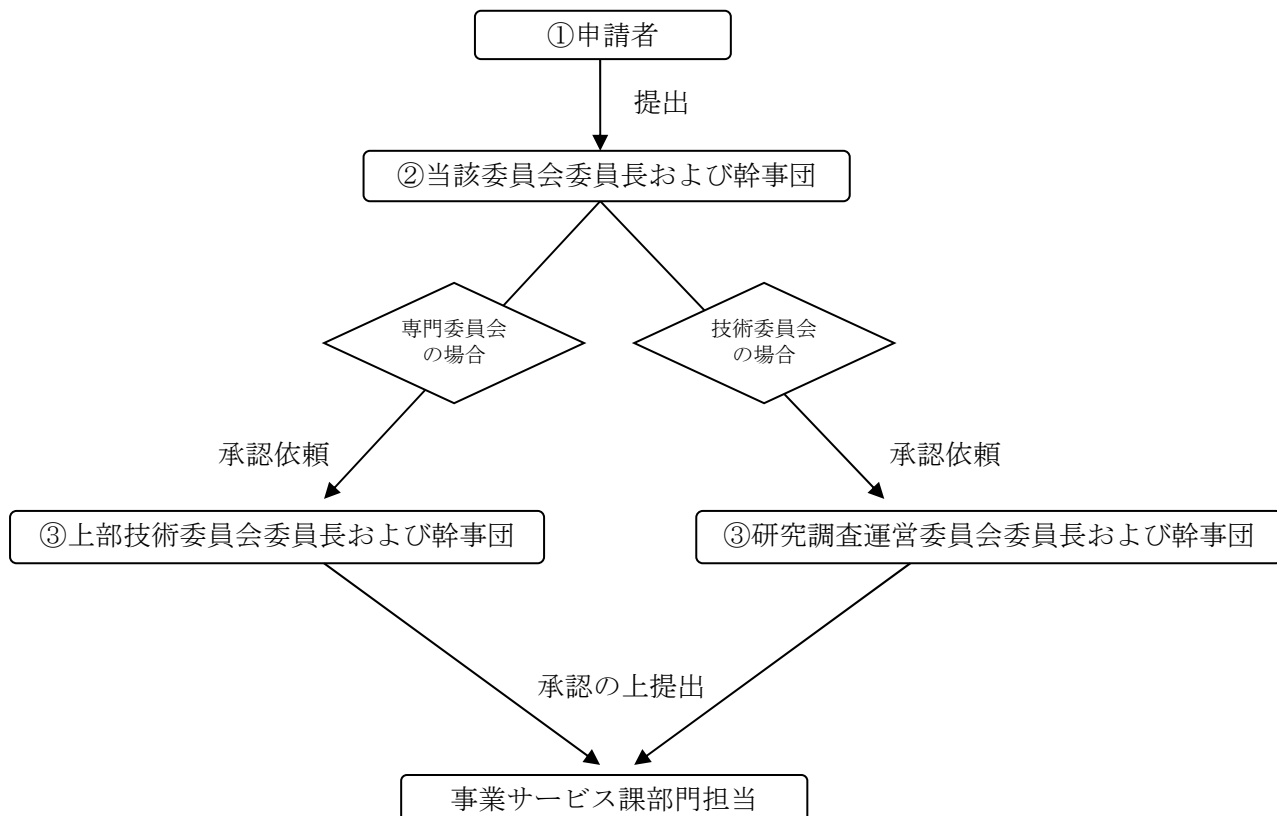 ①申請者
提出
②当該委員会委員長および幹事団
専門委員会
の場合
技術委員会
の場合
承認依頼
承認依頼
③上部技術委員会委員長および幹事団
③研究調査運営委員会委員長および幹事団
承認の上提出
事業サービス課部門担当